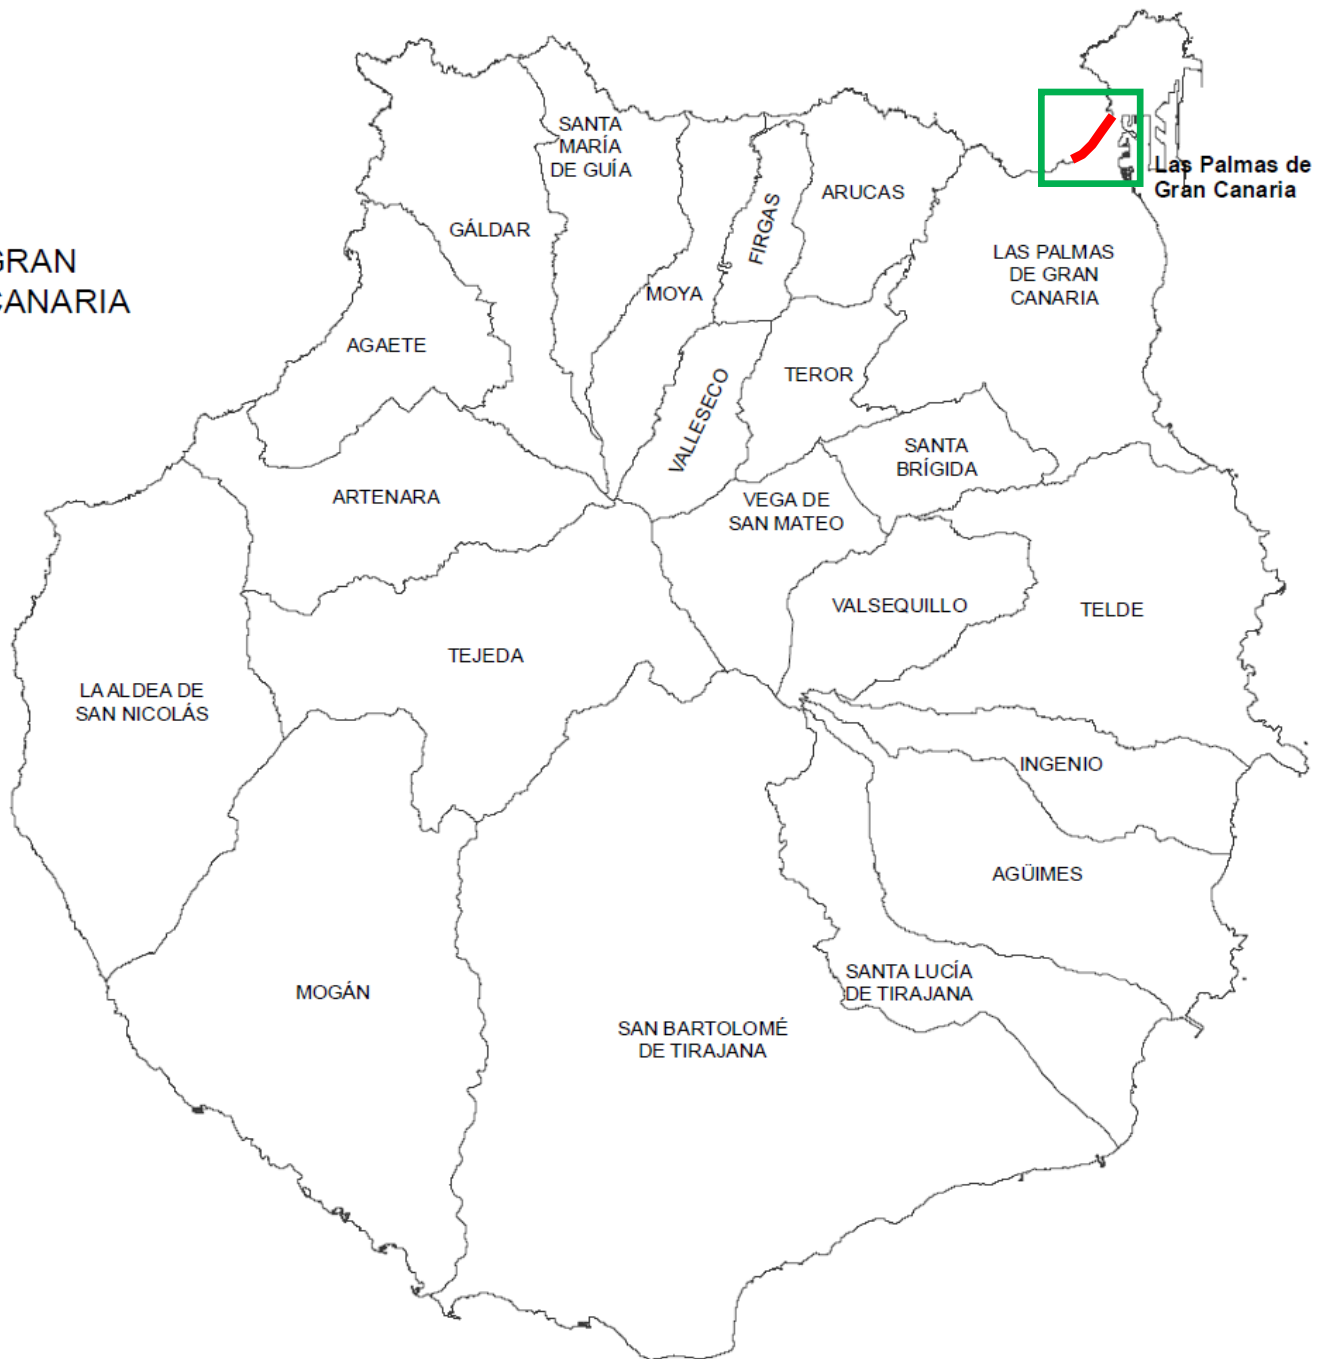 SANTA
MARÍA
DE GUÍA
Las Palmas de
Gran Canaria
ARUCAS
GÁLDAR
FIRGAS
GRAN
CANARIA
LAS PALMAS
DE GRAN
CANARIA
MOYA
AGAETE
TEROR
VALLESECO
SANTA
BRÍGIDA
ARTENARA
VEGA DE
SAN MATEO
VALSEQUILLO
TELDE
TEJEDA
LA ALDEA DE
SAN NICOLÁS
INGENIO
AGÜIMES
SANTA LUCÍA
DE TIRAJANA
MOGÁN
SAN BARTOLOMÉ
DE TIRAJANA